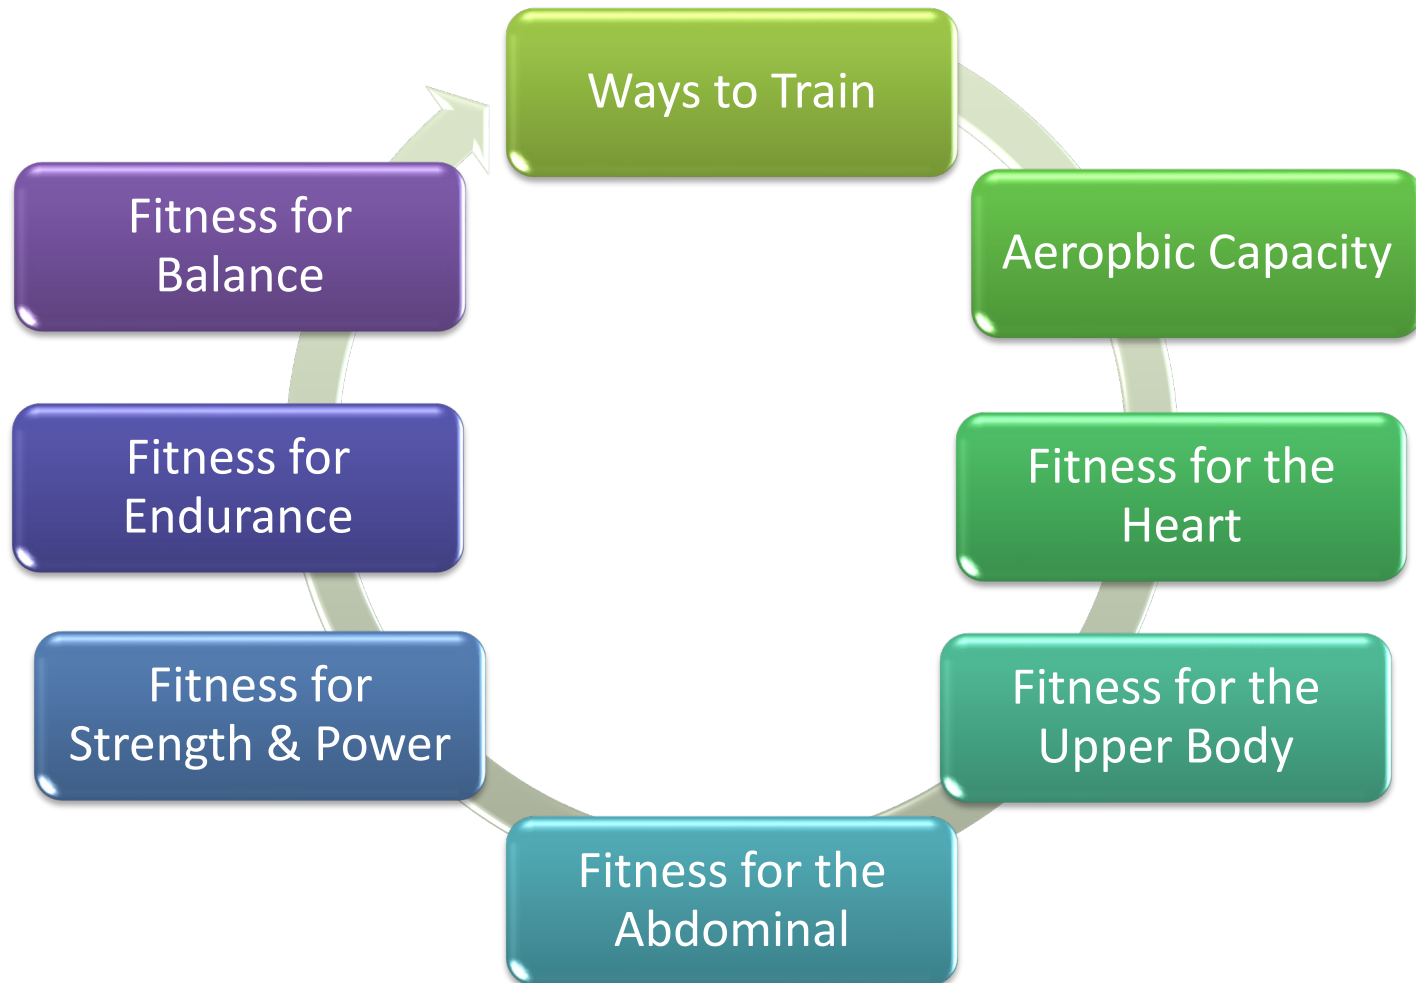 Ways to Train
Aeropbic Capacity
Fitness for the
Heart
Fitness for the
Upper Body
Fitness for the
Abdominal
Fitness for
Strength & Power
Fitness for
Endurance
Fitness for
Balance